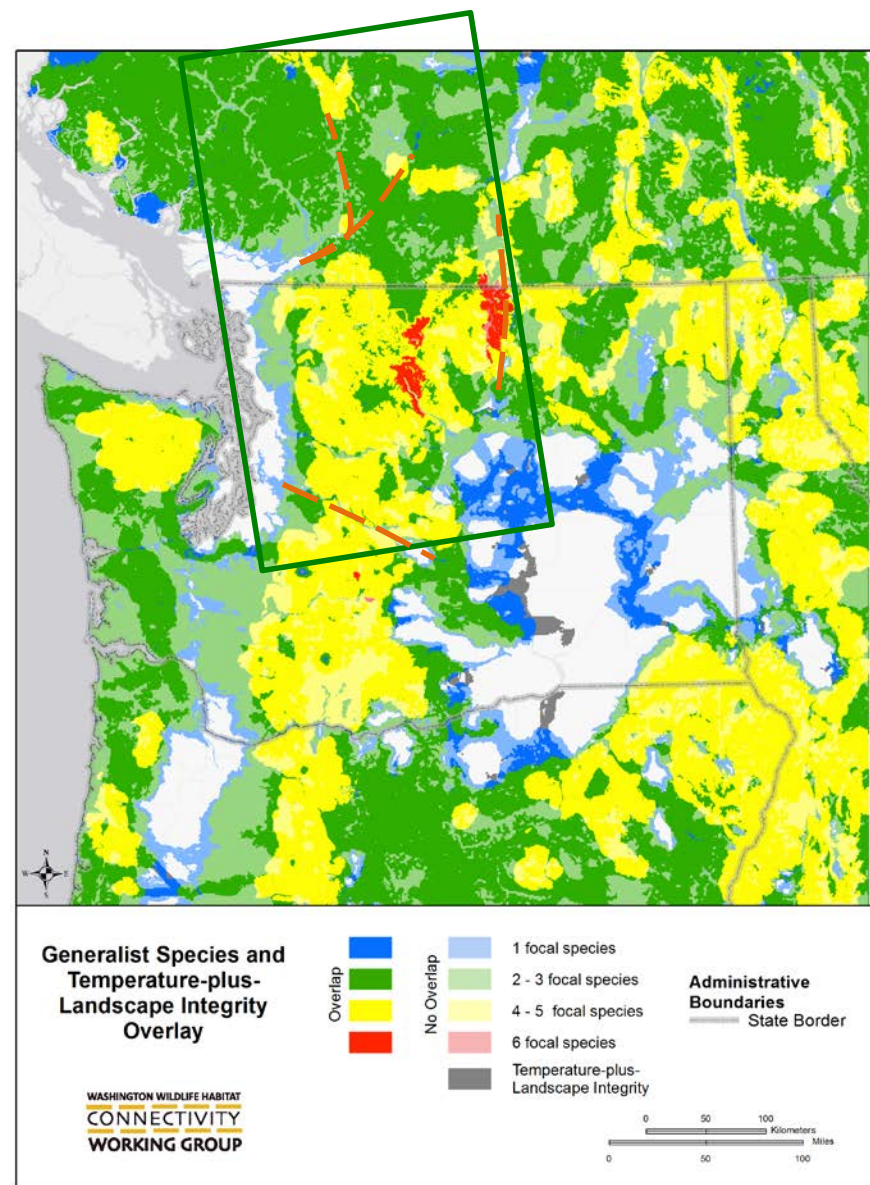 N
W
E
S
Generalist Species and
Temperature-plus-
Landscape Integrity
Overlay
WASHINGTON WILDLIFE HABITAT
CONNECTIVITY
WORKING GROUP
Overlap
No Overlap
1 focal species
2 - 3 focal species
4 - 5 focal species
6 focal species
Temperature-plus-
Landscape Integrity
Administrative
Boundaries
State Border
0 50 100
Kilometers
Miles
0 50 100